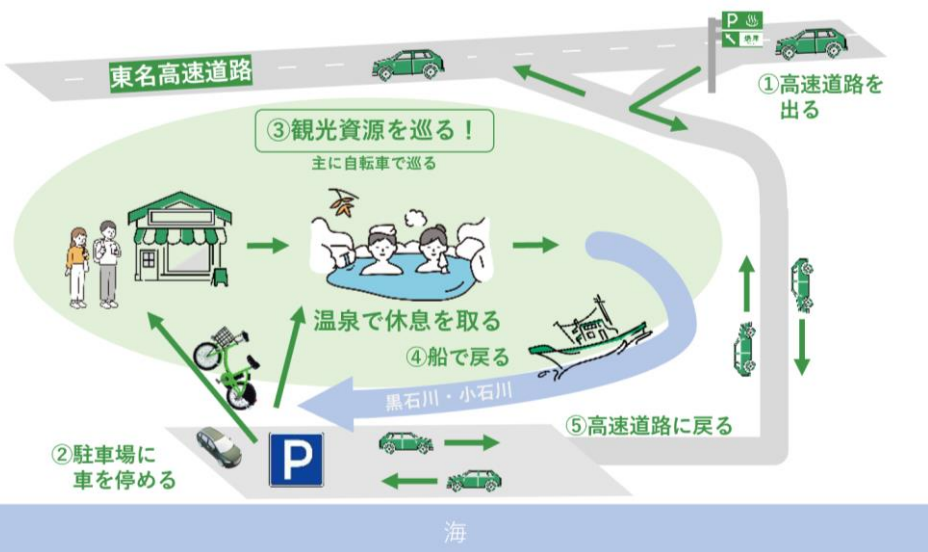 P
東名高速道路
①高速道路を
出る
③観光資源を巡る！
主に自転車で巡る
温泉で休息を取る
④船で戻る
黒石川・小石川
⑤高速道路に戻る
②駐車場に
車を停める
P
海